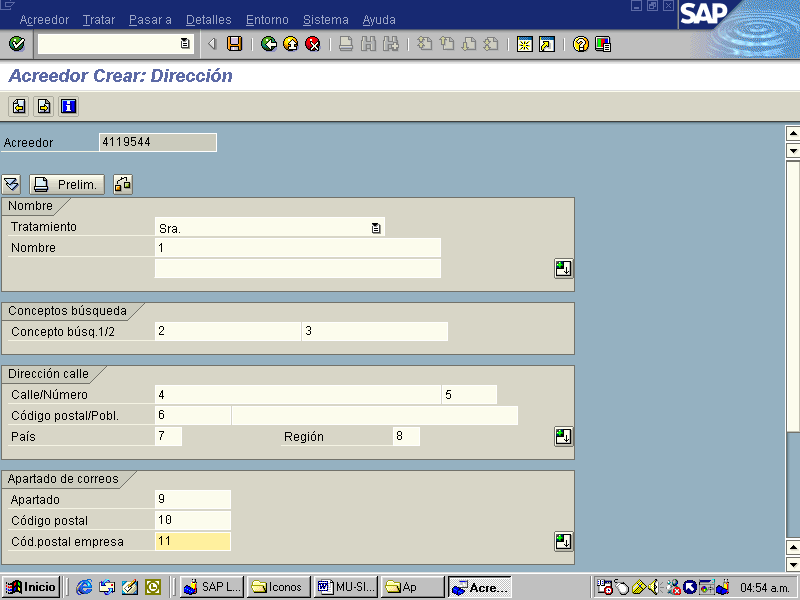 Acreedor Tratar Pasar a Detalles Entorno Sistema Ayuda
SAP
Acreedor Crear: Dirección
Acreedor 4119544
Prelim.
Nombre
Tratamiento Sra.
Nombre 1
Conceptos búsqueda
Concepto búsq.1/2 2 3
Dirección calle
Calle/Número 4 5
Código postal/Pobl. 6
País 7 Región 8
Apartado de correos
Apartado 9
Código postal 10
Cód.postal empresa 11
Inicio SAP L... Iconos MU-SI... Ap Acre... 04:54 a.m.